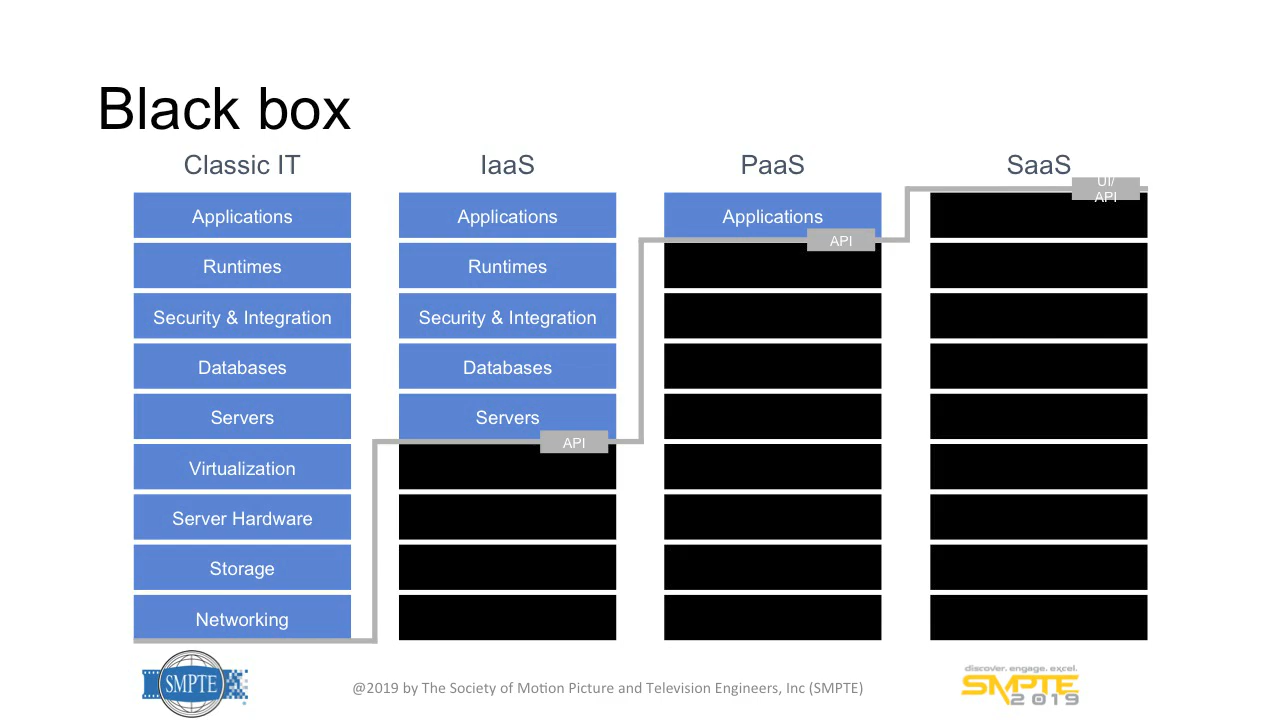 Black box
Classic IT
IaaS
PaaS
SaaS
UI/
API
Applications
Applications
Applications
API
Runtimes
Runtimes
Security & Integration
Security & Integration
Databases
Databases
Servers
Servers
API
Virtualization
Server Hardware
Storage
Networking
SMPTE
@2019 by The Society of Motion Picture and Television Engineers, Inc (SMPTE)
discover. engage. excel.
SMPTE
2019